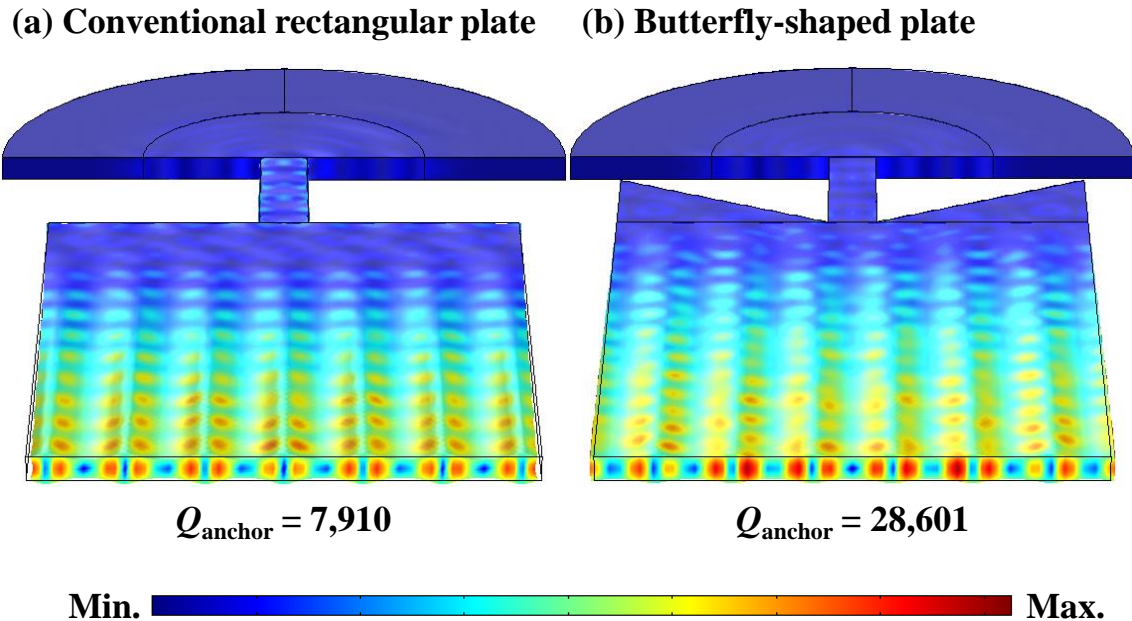 (a) Conventional rectangular plate (b) Butterfly-shaped plate
Qanchor = 7,910 Qanchor = 28,601
Min. Max.